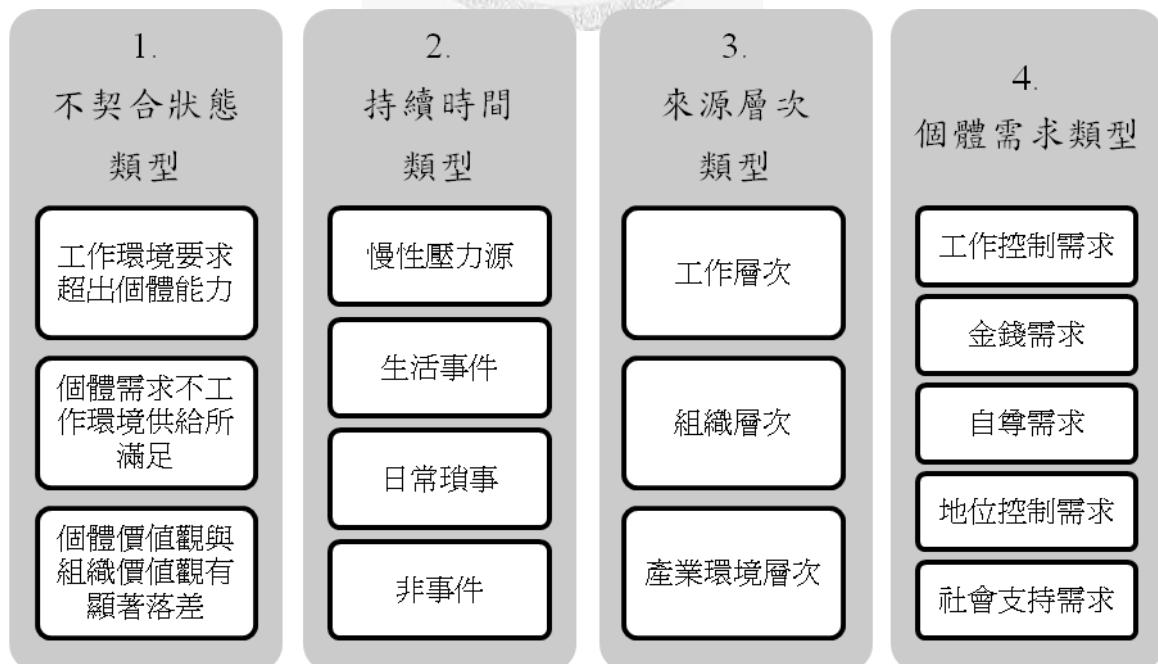 1.
不契合狀態
類型
工作環境要求
超出個體能力
個體需求不工
作環境供給所
滿足
個體價值觀與
組織價值觀有
顯著落差
2.
持續時間
類型
慢性壓力源
生活事件
日常瑣事
非事件
3.
來源層次
類型
工作層次
組織層次
產業環境層次
4.
個體需求類型
工作控制需求
金錢需求
自尊需求
地位控制需求
社會支持需求